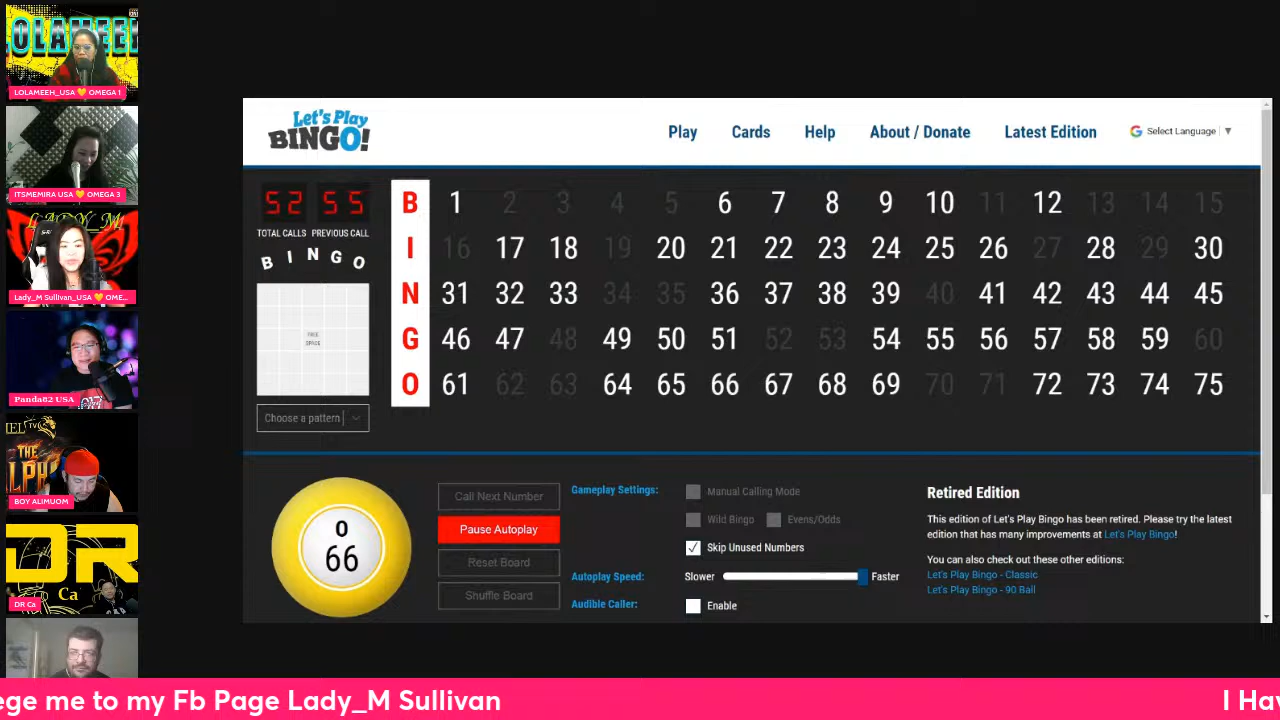 LOLAMEEH
LOLAMEEH_USA 💛 OMEGA 1
ITSMEMIRA USA 💛 OMEGA 3
LADY_M
Lady_M Sullivan_USA 💛 OME...
Panda82 USA
THE
BOY ALIMUOM
DR
Ca
DR Ca
Let's Play
BINGO!
Play Cards Help About / Donate Latest Edition
G Select Language ▼
52 55
TOTAL CALLS PREVIOUS CALL
B I N G O
FREE
SPACE
Choose a pattern
B 1 2 3 4 5 6 7 8 9 10 11 12 13 14 15
I 16 17 18 19 20 21 22 23 24 25 26 27 28 29 30
N 31 32 33 34 35 36 37 38 39 40 41 42 43 44 45
G 46 47 48 49 50 51 52 53 54 55 56 57 58 59 60
O 61 62 63 64 65 66 67 68 69 70 71 72 73 74 75
O
66
Call Next Number
Pause Autoplay
Reset Board
Shuffle Board
Gameplay Settings:
Manual Calling Mode
Wild Bingo Evens/Odds
Skip Unused Numbers
Autoplay Speed: Slower Faster
Audible Caller: Enable
Retired Edition
This edition of Let's Play Bingo has been retired. Please try the latest
edition that has many improvements at Let's Play Bingo!
You can also check out these other editions:
Let's Play Bingo - Classic
Let's Play Bingo - 90 Ball
ege me to my Fb Page Lady_M Sullivan I Hav